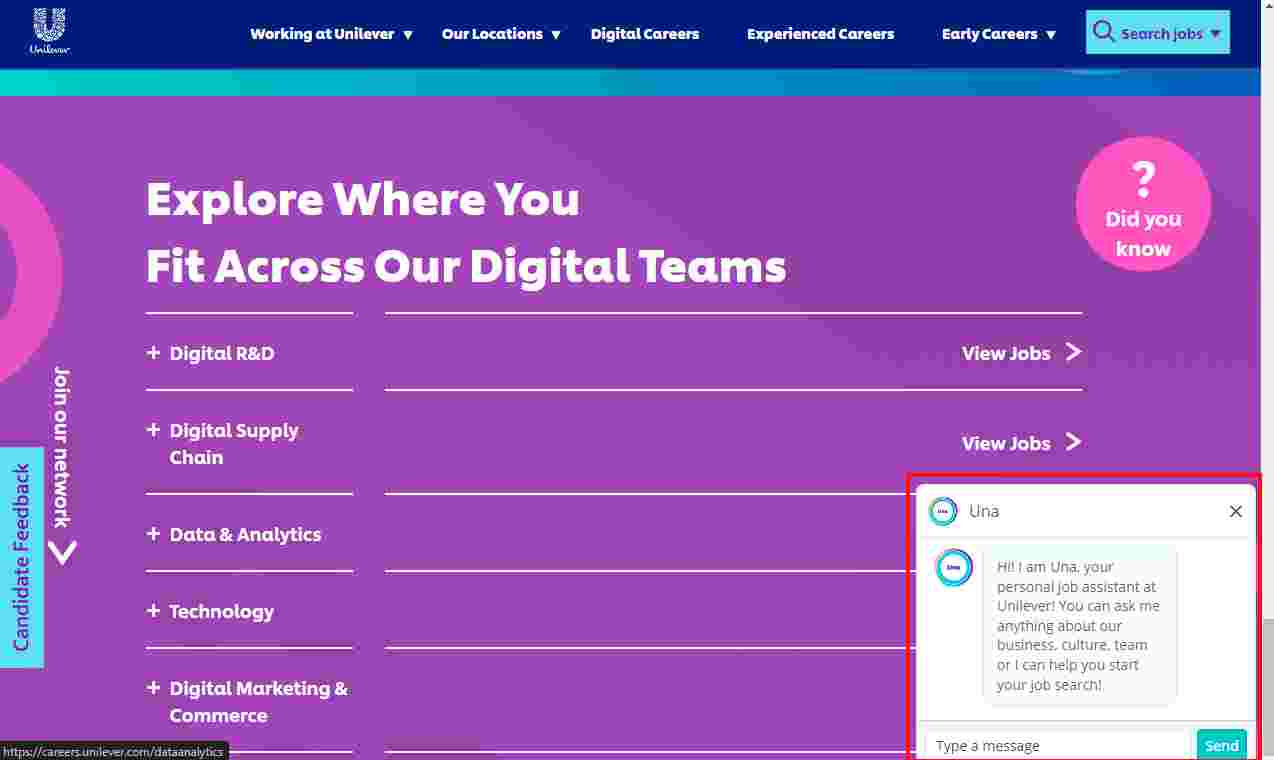 Unilever
Working at Unilever ▼
Our Locations ▼
Digital Careers
Experienced Careers
Early Careers ▼
Search jobs ▼
Explore Where You
Fit Across Our Digital Teams
?
Did you
know
+ Digital R&D
View Jobs
+ Digital Supply
Chain
View Jobs
+ Data & Analytics
+ Technology
+ Digital Marketing &
Commerce
Join our network
Candidate Feedback
Una
Una
×
Una
Hi! I am Una, your
personal job assistant at
Unilever! You can ask me
anything about our
business, culture, team
or I can help you start
your job search!
Type a message
Send
https://careers.unilever.com/dataanalytics